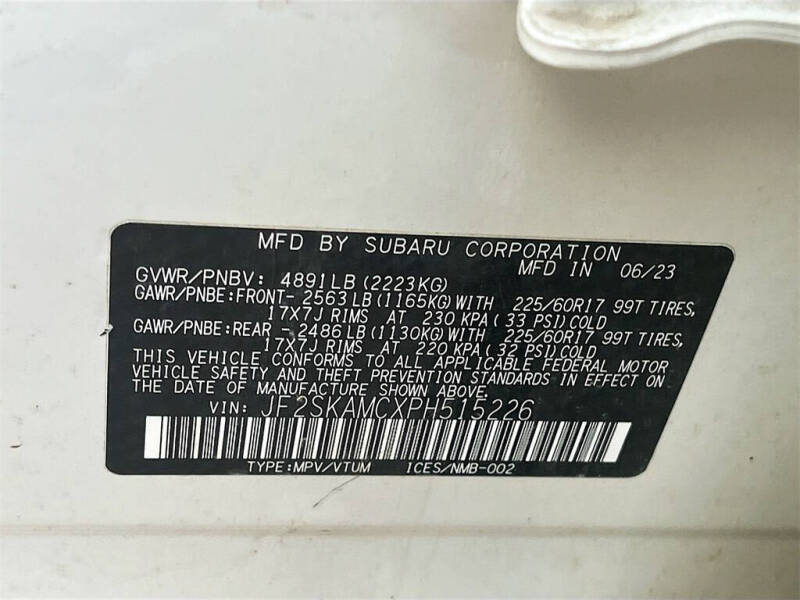 MFD BY SUBARU CORPORATION
MFD IN 06/23
GVWR/PNBV: 4891LB (2223KG)
GAWR/PNBE:FRONT- 2563LB (1165KG)WITH 225/60R17 99T TIRES,
17X7J RIMS AT 230 KPA( 33 PSI)COLD
GAWR/PNBE:REAR - 2486LB (1130KG)WITH 225/60R17 99T TIRES,
17X7J RIMS AT 220 KPA( 32 PSI)COLD
THIS VEHICLE CONFORMS TO ALL APPLICABLE FEDERAL MOTOR
VEHICLE SAFETY AND THEFT PREVENTION STANDARDS IN EFFECT ON
THE DATE OF MANUFACTURE SHOWN ABOVE.
VIN: JF2SKAMCXPH515226
TYPE:MPV/VTUM ICES/NMB-002